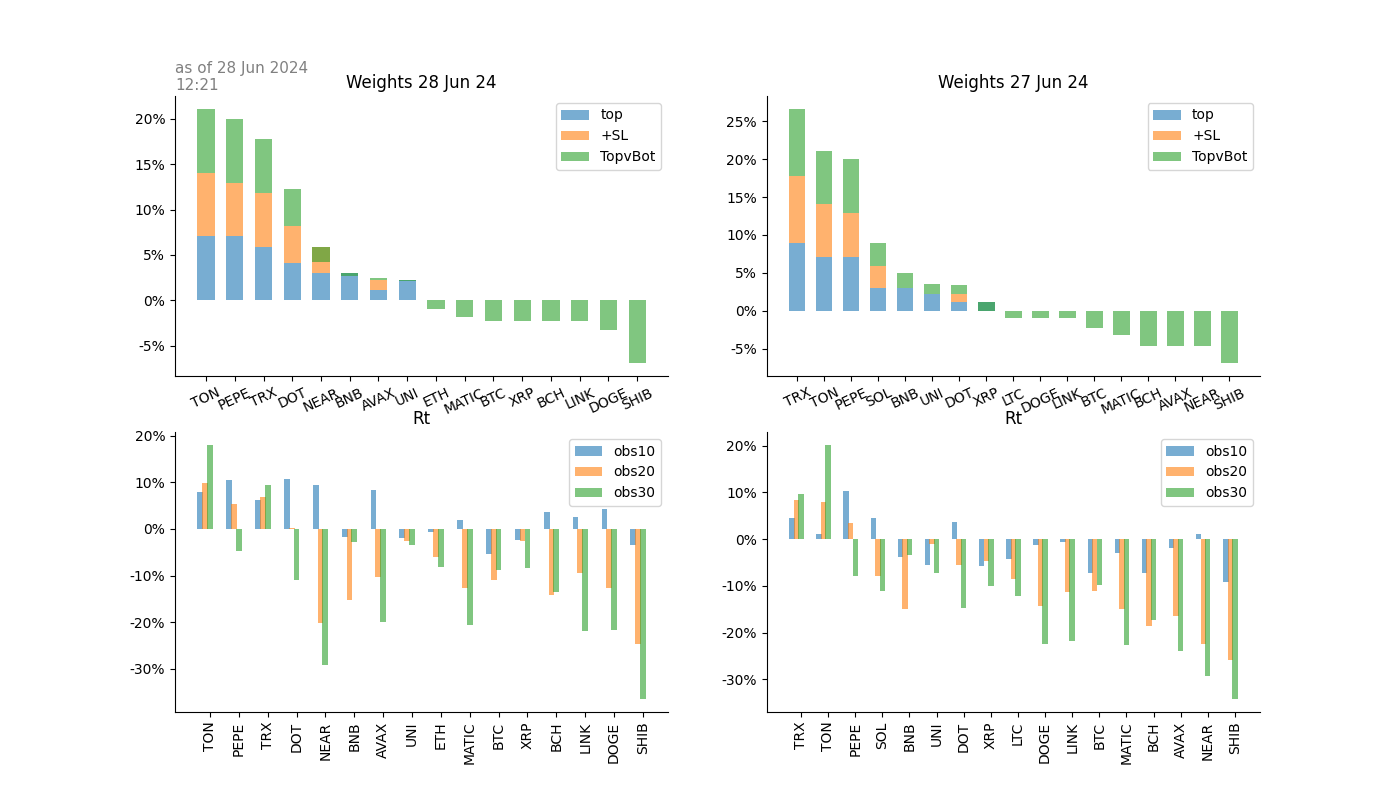 as of 28 Jun 2024
12:21
Weights 28 Jun 24
20%
15%
10%
5%
0%
-5%
top
+SL
TopvBot
TON PEPE TRX DOT NEAR BNB AVAX UNI ETH MATIC BTC XRP BCH LINK DOGE SHIB
Weights 27 Jun 24
25%
20%
15%
10%
5%
0%
-5%
top
+SL
TopvBot
TRX TON PEPE SOL BNB UNI DOT XRP LTC DOGE LINK BTC MATIC BCH AVAX NEAR SHIB
Rt
20%
10%
0%
-10%
-20%
-30%
obs10
obs20
obs30
TON PEPE TRX DOT NEAR BNB AVAX UNI ETH MATIC BTC XRP BCH LINK DOGE SHIB
Rt
20%
10%
0%
-10%
-20%
-30%
obs10
obs20
obs30
TRX TON PEPE SOL BNB UNI DOT XRP LTC DOGE LINK BTC MATIC BCH AVAX NEAR SHIB